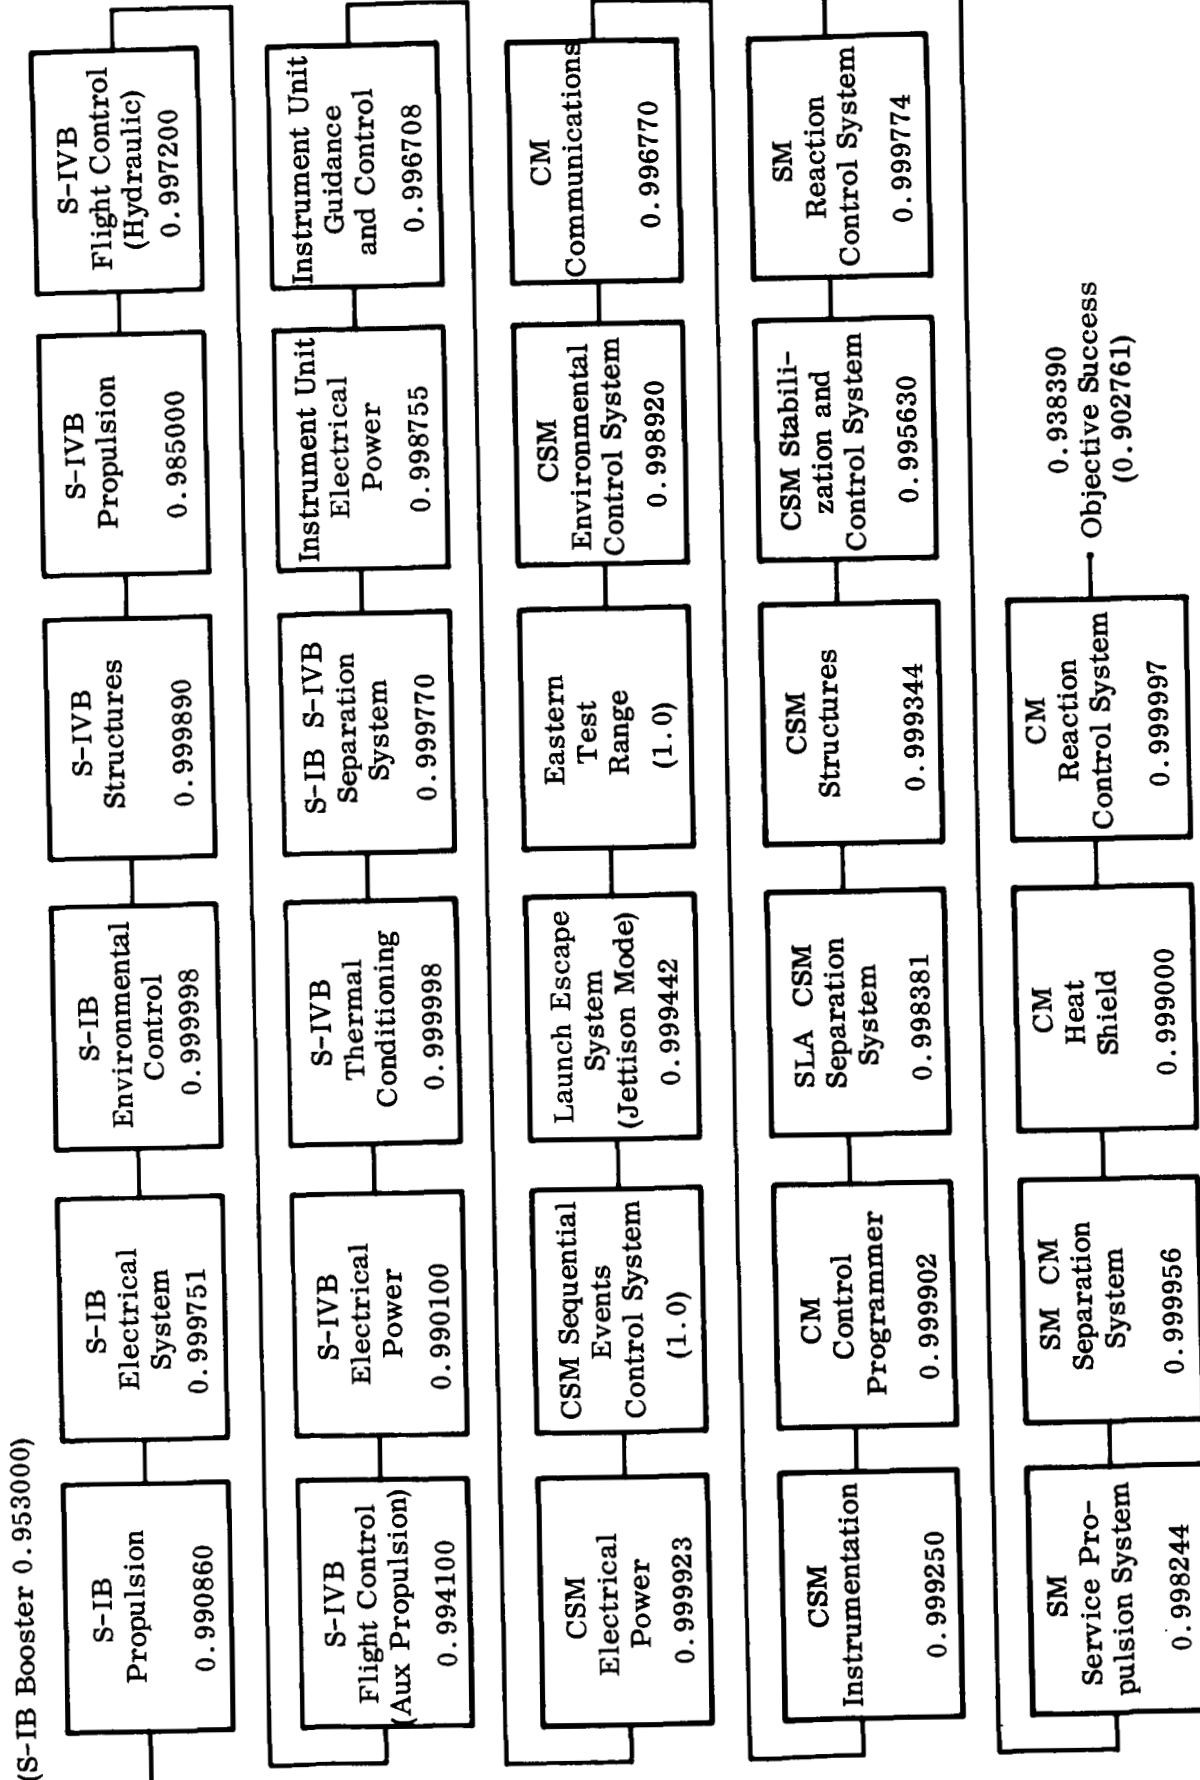 (S-IB Booster 0.953000)
S-IB
Propulsion
0.990860
S-IB
Electrical
System
0.999751
S-IB
Environmental
Control
0.999998
S-IVB
Structures
0.999890
S-IVB
Propulsion
0.985000
S-IVB
Flight Control
(Hydraulic)
0.997200
S-IVB
Flight Control
(Aux Propulsion)
0.994100
S-IVB
Electrical
Power
0.990100
S-IVB
Thermal
Conditioning
0.999998
S-IB S-IVB
Separation
System
0.999770
Instrument Unit
Electrical
Power
0.998755
Instrument Unit
Guidance
and Control
0.996708
CSM
Electrical
Power
0.999923
CSM Sequential
Events
Control System
(1.0)
Launch Escape
System
(Jettison Mode)
0.999442
Eastern
Test
Range
(1.0)
CSM
Environmental
Control System
0.998920
CM
Communications
0.996770
CSM
Instrumentation
0.999250
CM
Control
Programmer
0.999902
SLA CSM
Separation
System
0.998381
CSM
Structures
0.999344
CSM Stabili-
zation and
Control System
0.995630
SM
Reaction
Control System
0.999774
SM
Service Pro-
pulsion System
0.998244
SM CM
Separation
System
0.999956
CM
Heat
Shield
0.999000
CM
Reaction
Control System
0.999997
0.938390
Objective Success
(0.902761)